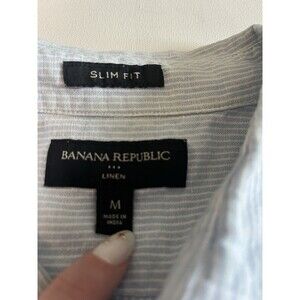 SLIM FIT
BANANA REPUBLIC
LINEN
M
MADE IN
INDIA